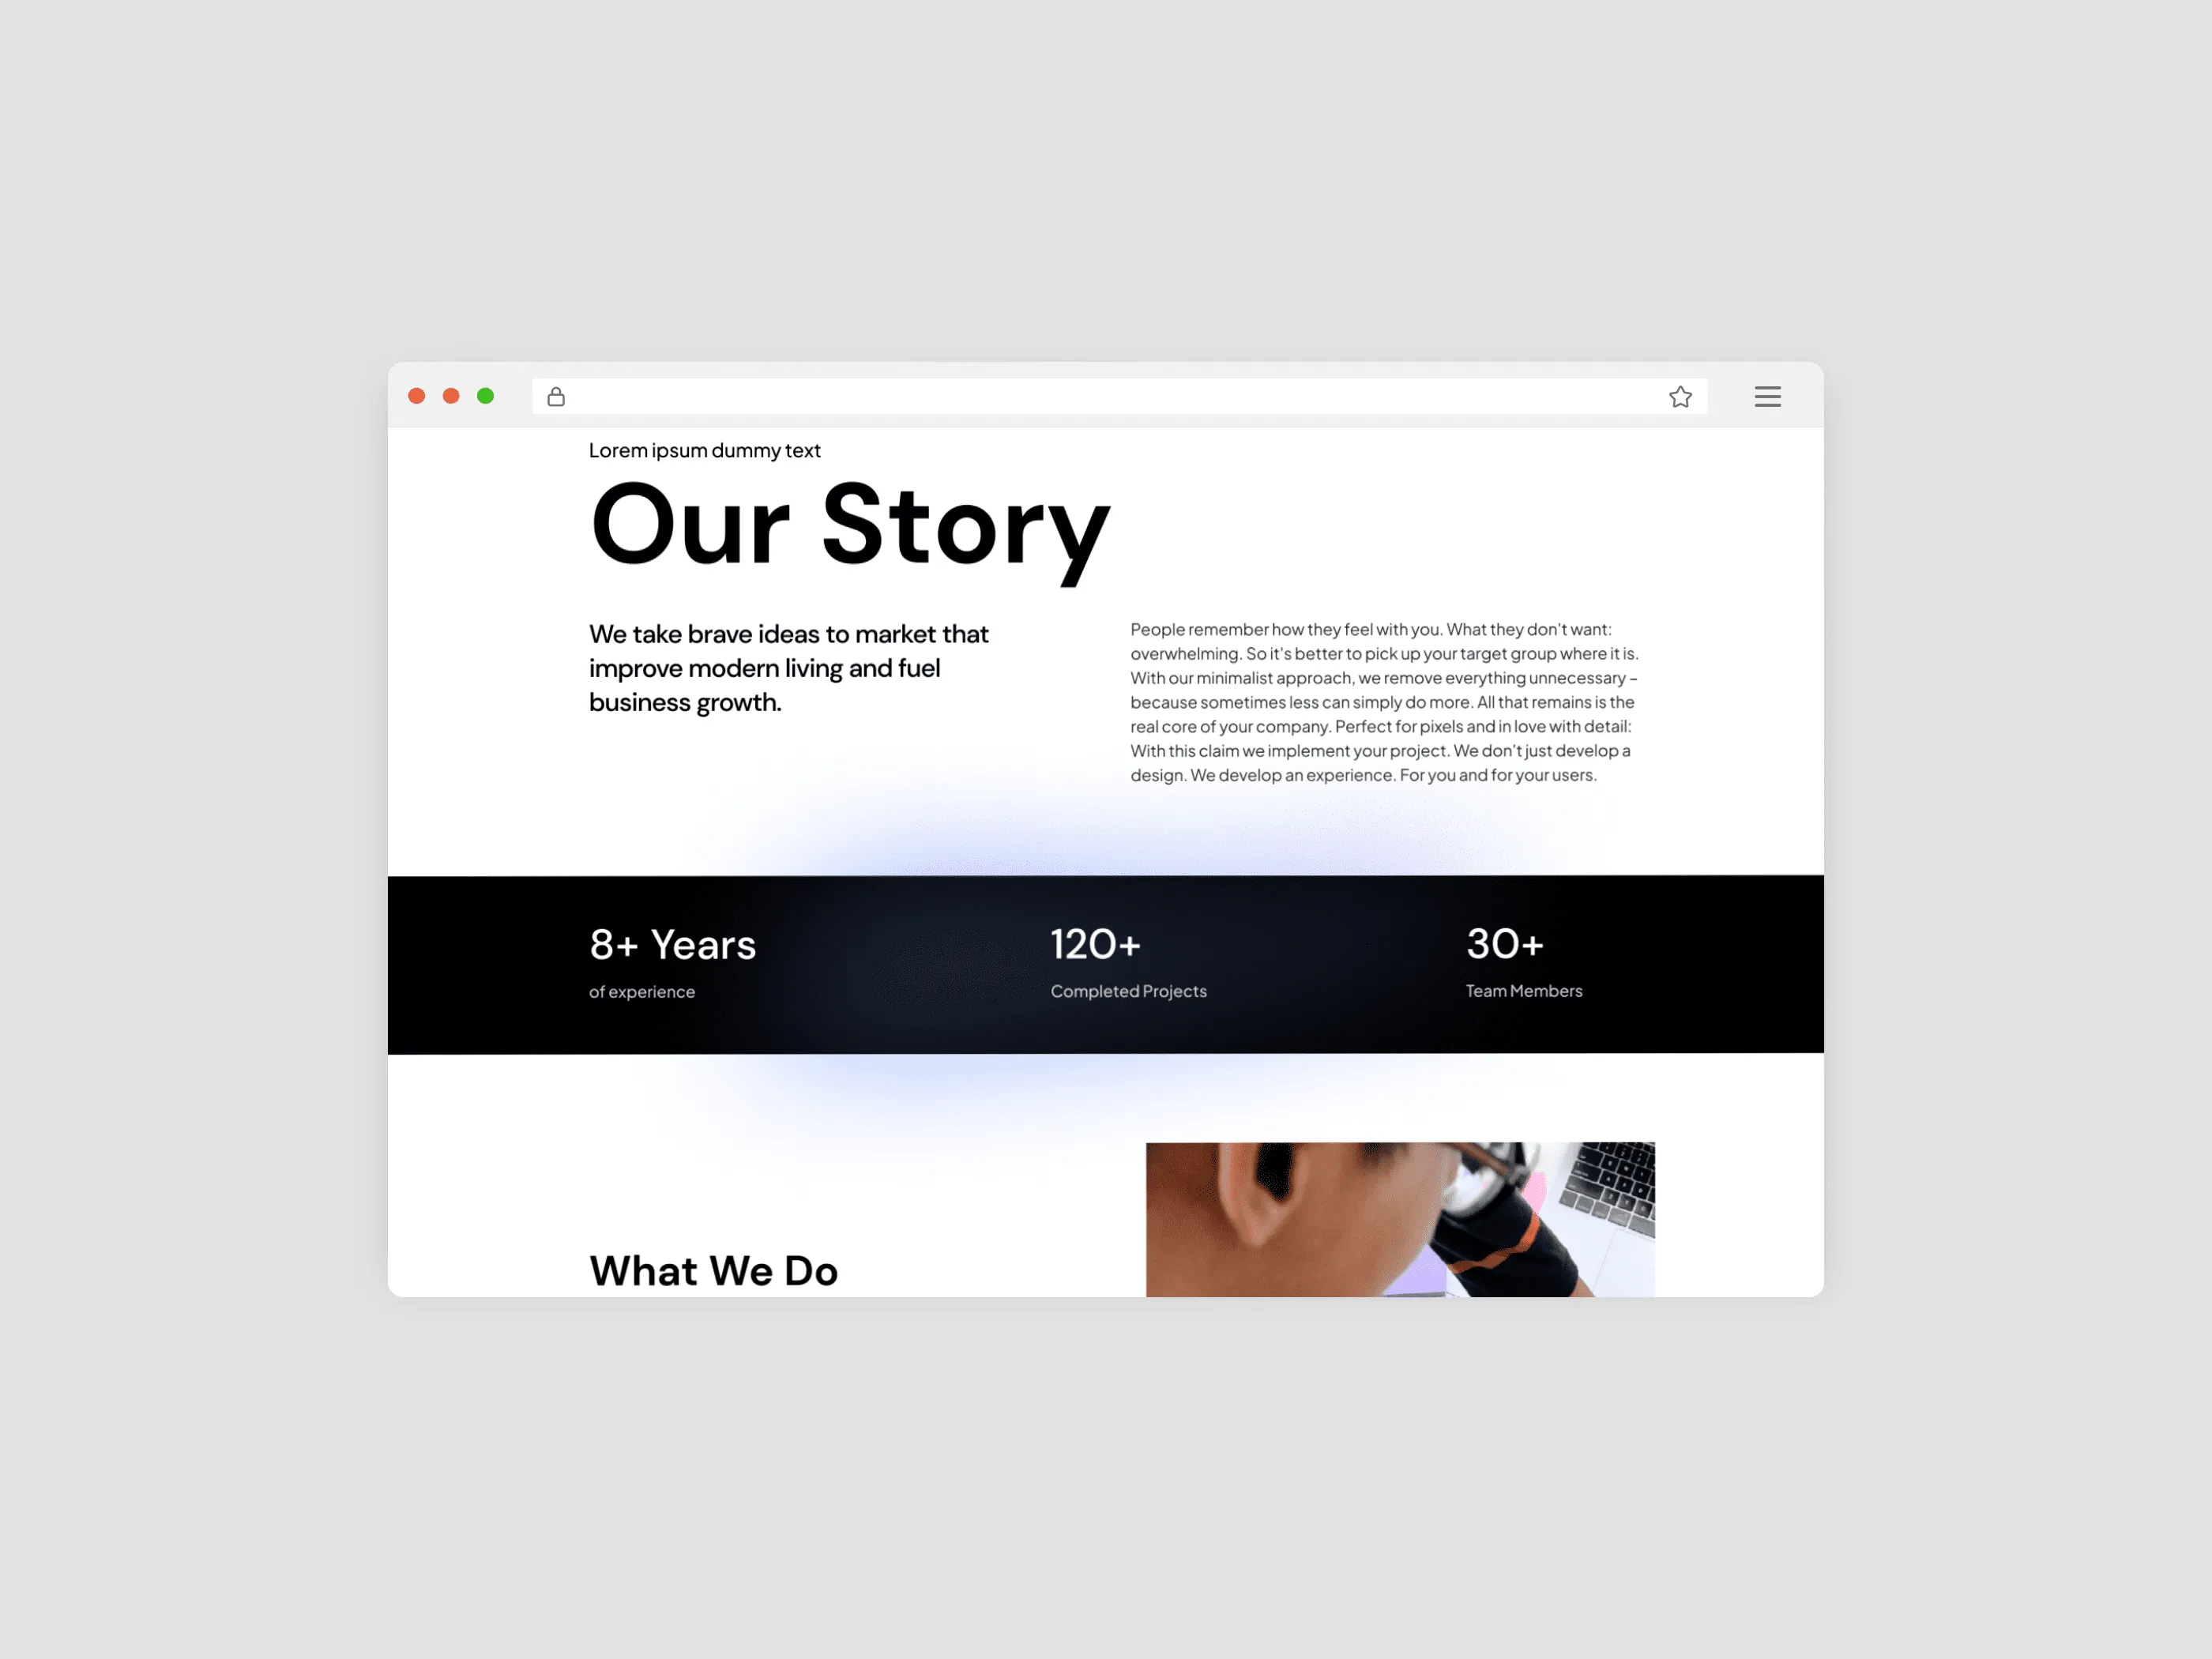 Lorem ipsum dummy text
Our Story
We take brave ideas to market that
improve modern living and fuel
business growth.
People remember how they feel with you. What they don't want:
overwhelming. So it's better to pick up your target group where it is.
With our minimalist approach, we remove everything unnecessary –
because sometimes less can simply do more. All that remains is the
real core of your company. Perfect for pixels and in love with detail:
With this claim we implement your project. We don't just develop a
design. We develop an experience. For you and for your users.
8+ Years
of experience
120+
Completed Projects
30+
Team Members
What We Do